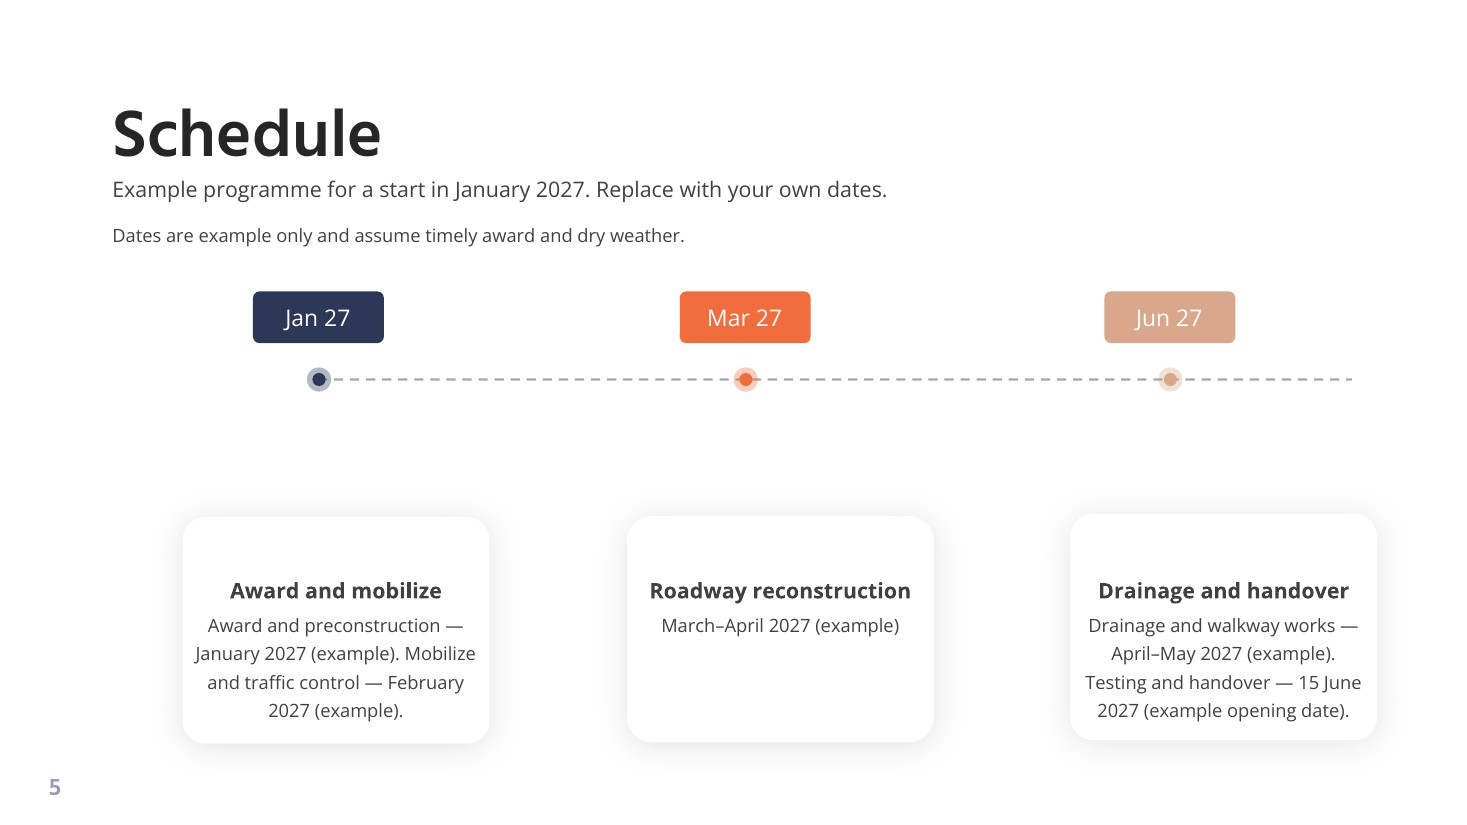 Schedule
Example programme for a start in January 2027. Replace with your own dates.
Dates are example only and assume timely award and dry weather.
Jan 27
Mar 27
Jun 27
Award and mobilize
Award and preconstruction —
January 2027 (example). Mobilize
and traffic control — February
2027 (example).
Roadway reconstruction
March–April 2027 (example)
Drainage and handover
Drainage and walkway works —
April–May 2027 (example).
Testing and handover — 15 June
2027 (example opening date).
5